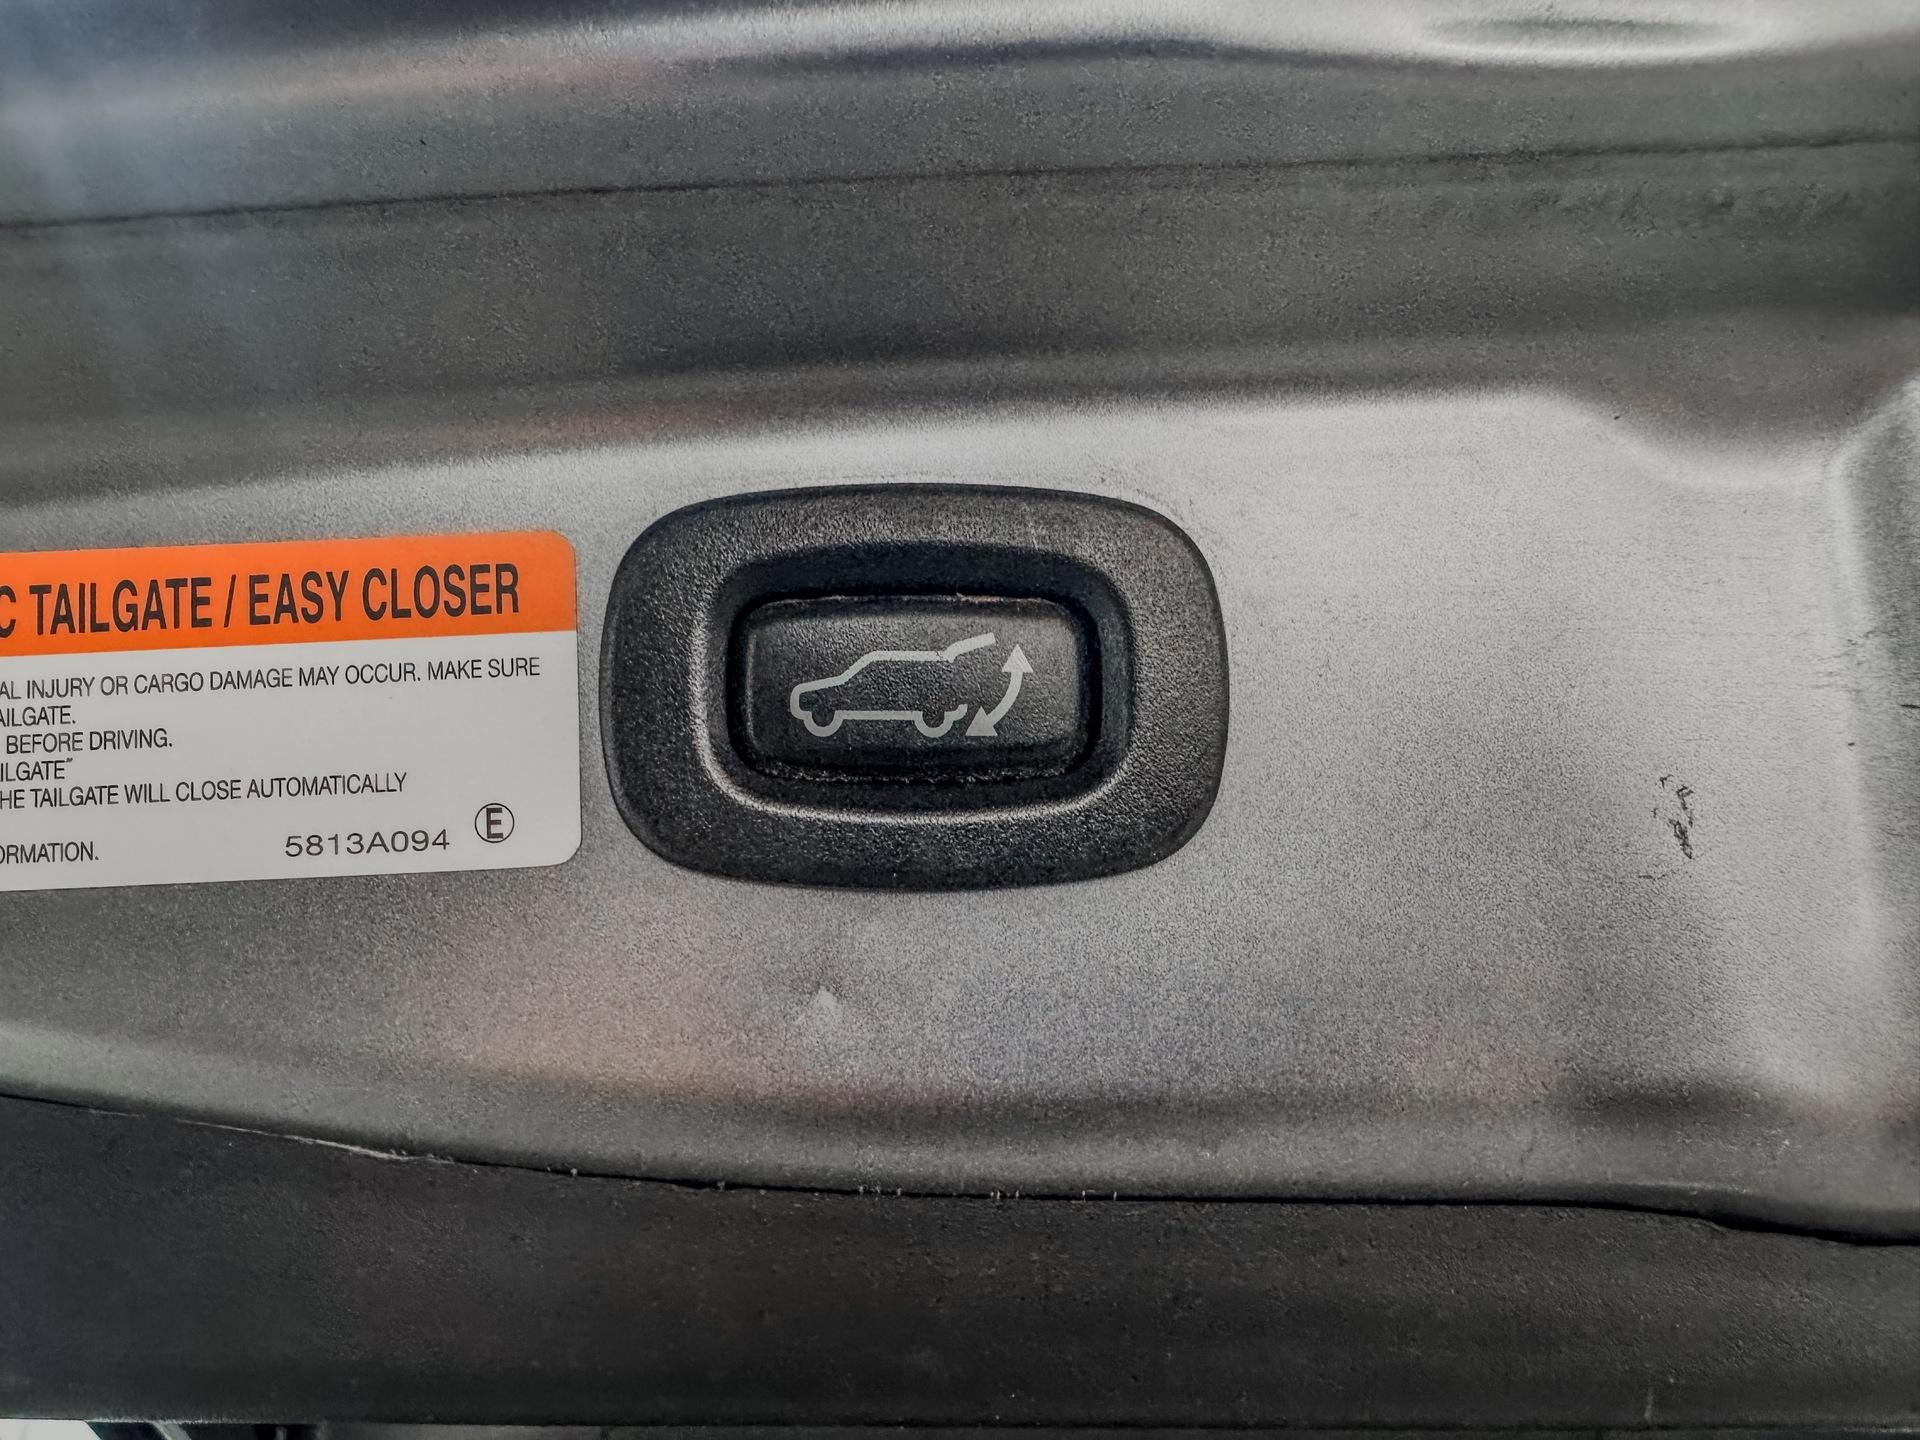 C TAILGATE / EASY CLOSER
AL INJURY OR CARGO DAMAGE MAY OCCUR. MAKE SURE
AILGATE.
BEFORE DRIVING.
ILGATE"
HE TAILGATE WILL CLOSE AUTOMATICALLY
ORMATION.
5813A094 E